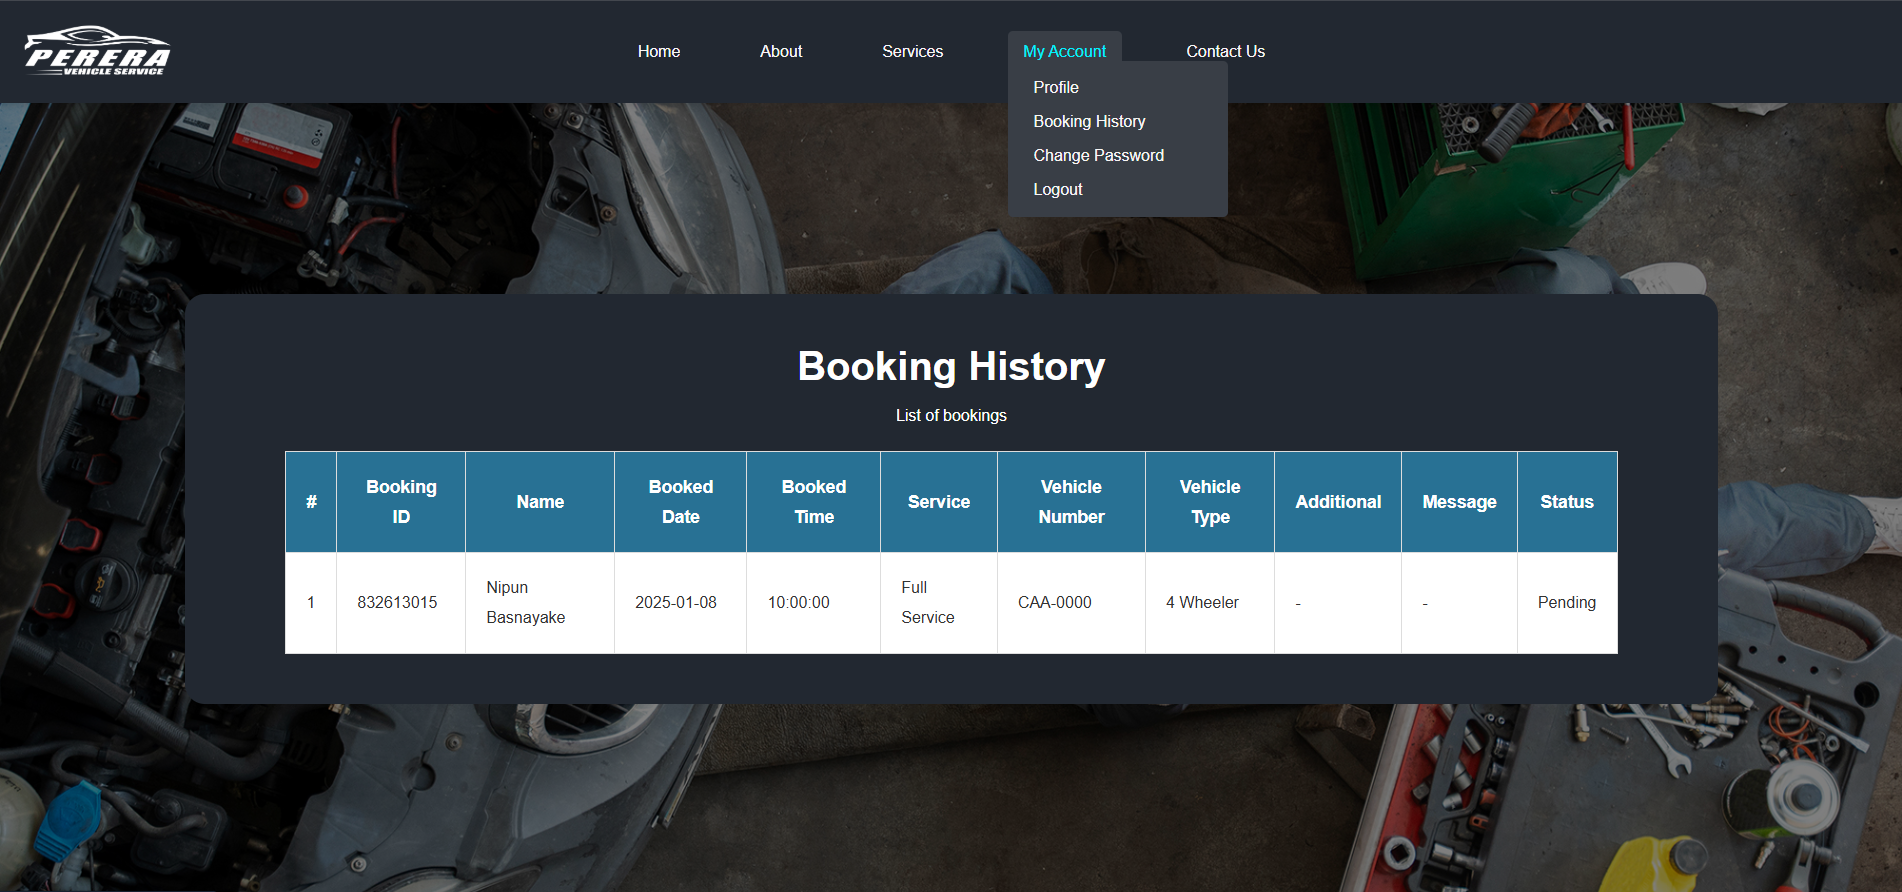 PERERA
VEHICLE SERVICE
Home
About
Services
My Account
Contact Us
Profile
Booking History
Change Password
Logout
Booking History
List of bookings
# Booking ID Name Booked Date Booked Time Service Vehicle Number Vehicle Type Additional Message Status
1 832613015 Nipun Basnayake 2025-01-08 10:00:00 Full Service CAA-0000 4 Wheeler - - Pending